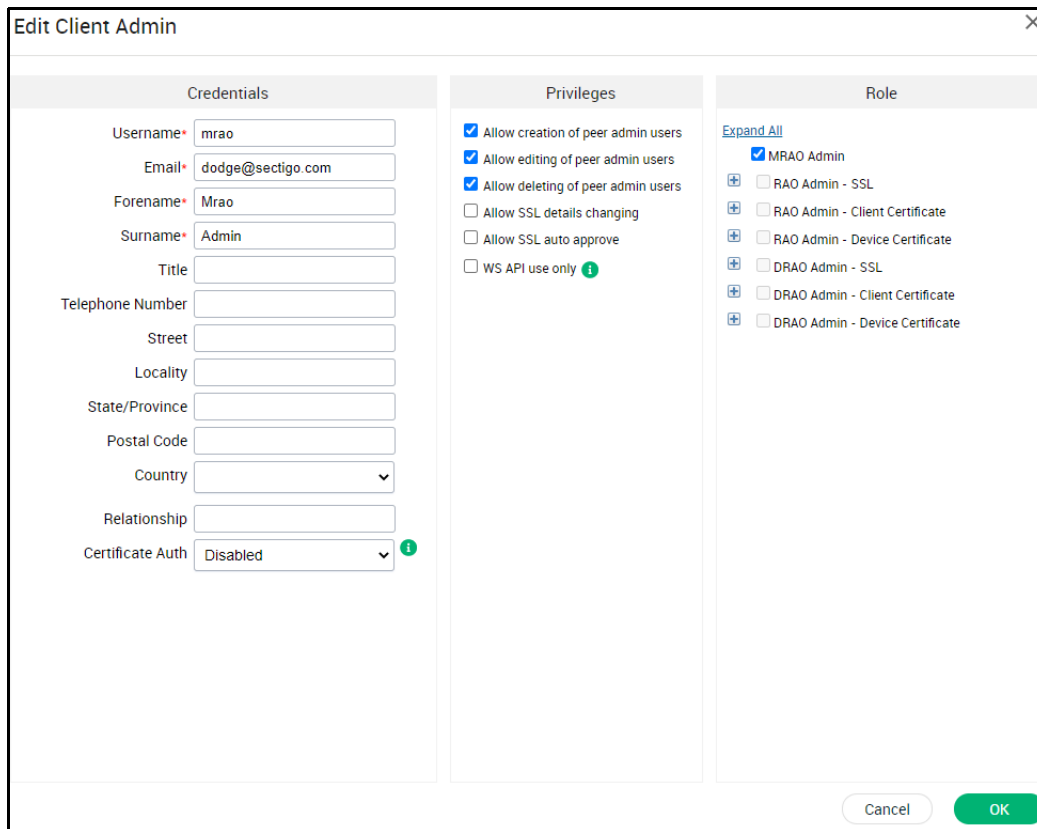 Edit Client Admin
Credentials
Username*
mrao
Email*
dodge@sectigo.com
Forename*
Mrao
Surname*
Admin
Title
Telephone Number
Street
Locality
State/Province
Postal Code
Country
Relationship
Certificate Auth
Disabled
Privileges
Allow creation of peer admin users
Allow editing of peer admin users
Allow deleting of peer admin users
Allow SSL details changing
Allow SSL auto approve
WS API use only
Role
Expand All
MRAO Admin
RAO Admin - SSL
RAO Admin - Client Certificate
RAO Admin - Device Certificate
DRAO Admin - SSL
DRAO Admin - Client Certificate
DRAO Admin - Device Certificate
Cancel
OK